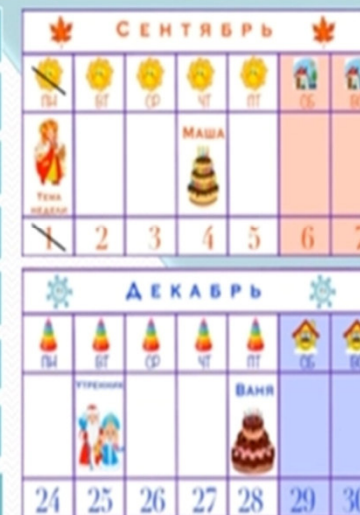 СЕНТЯБРЬ
ПН ВТ СР ЧТ ПТ СБ
МАША
ТЕМА
НЕДЕЛИ
1 2 3 4 5 6 7
ДЕКАБРЬ
ПН ВТ СР ЧТ ПТ СБ
УТРЕННИК ВАНЯ
24 25 26 27 28 29 30